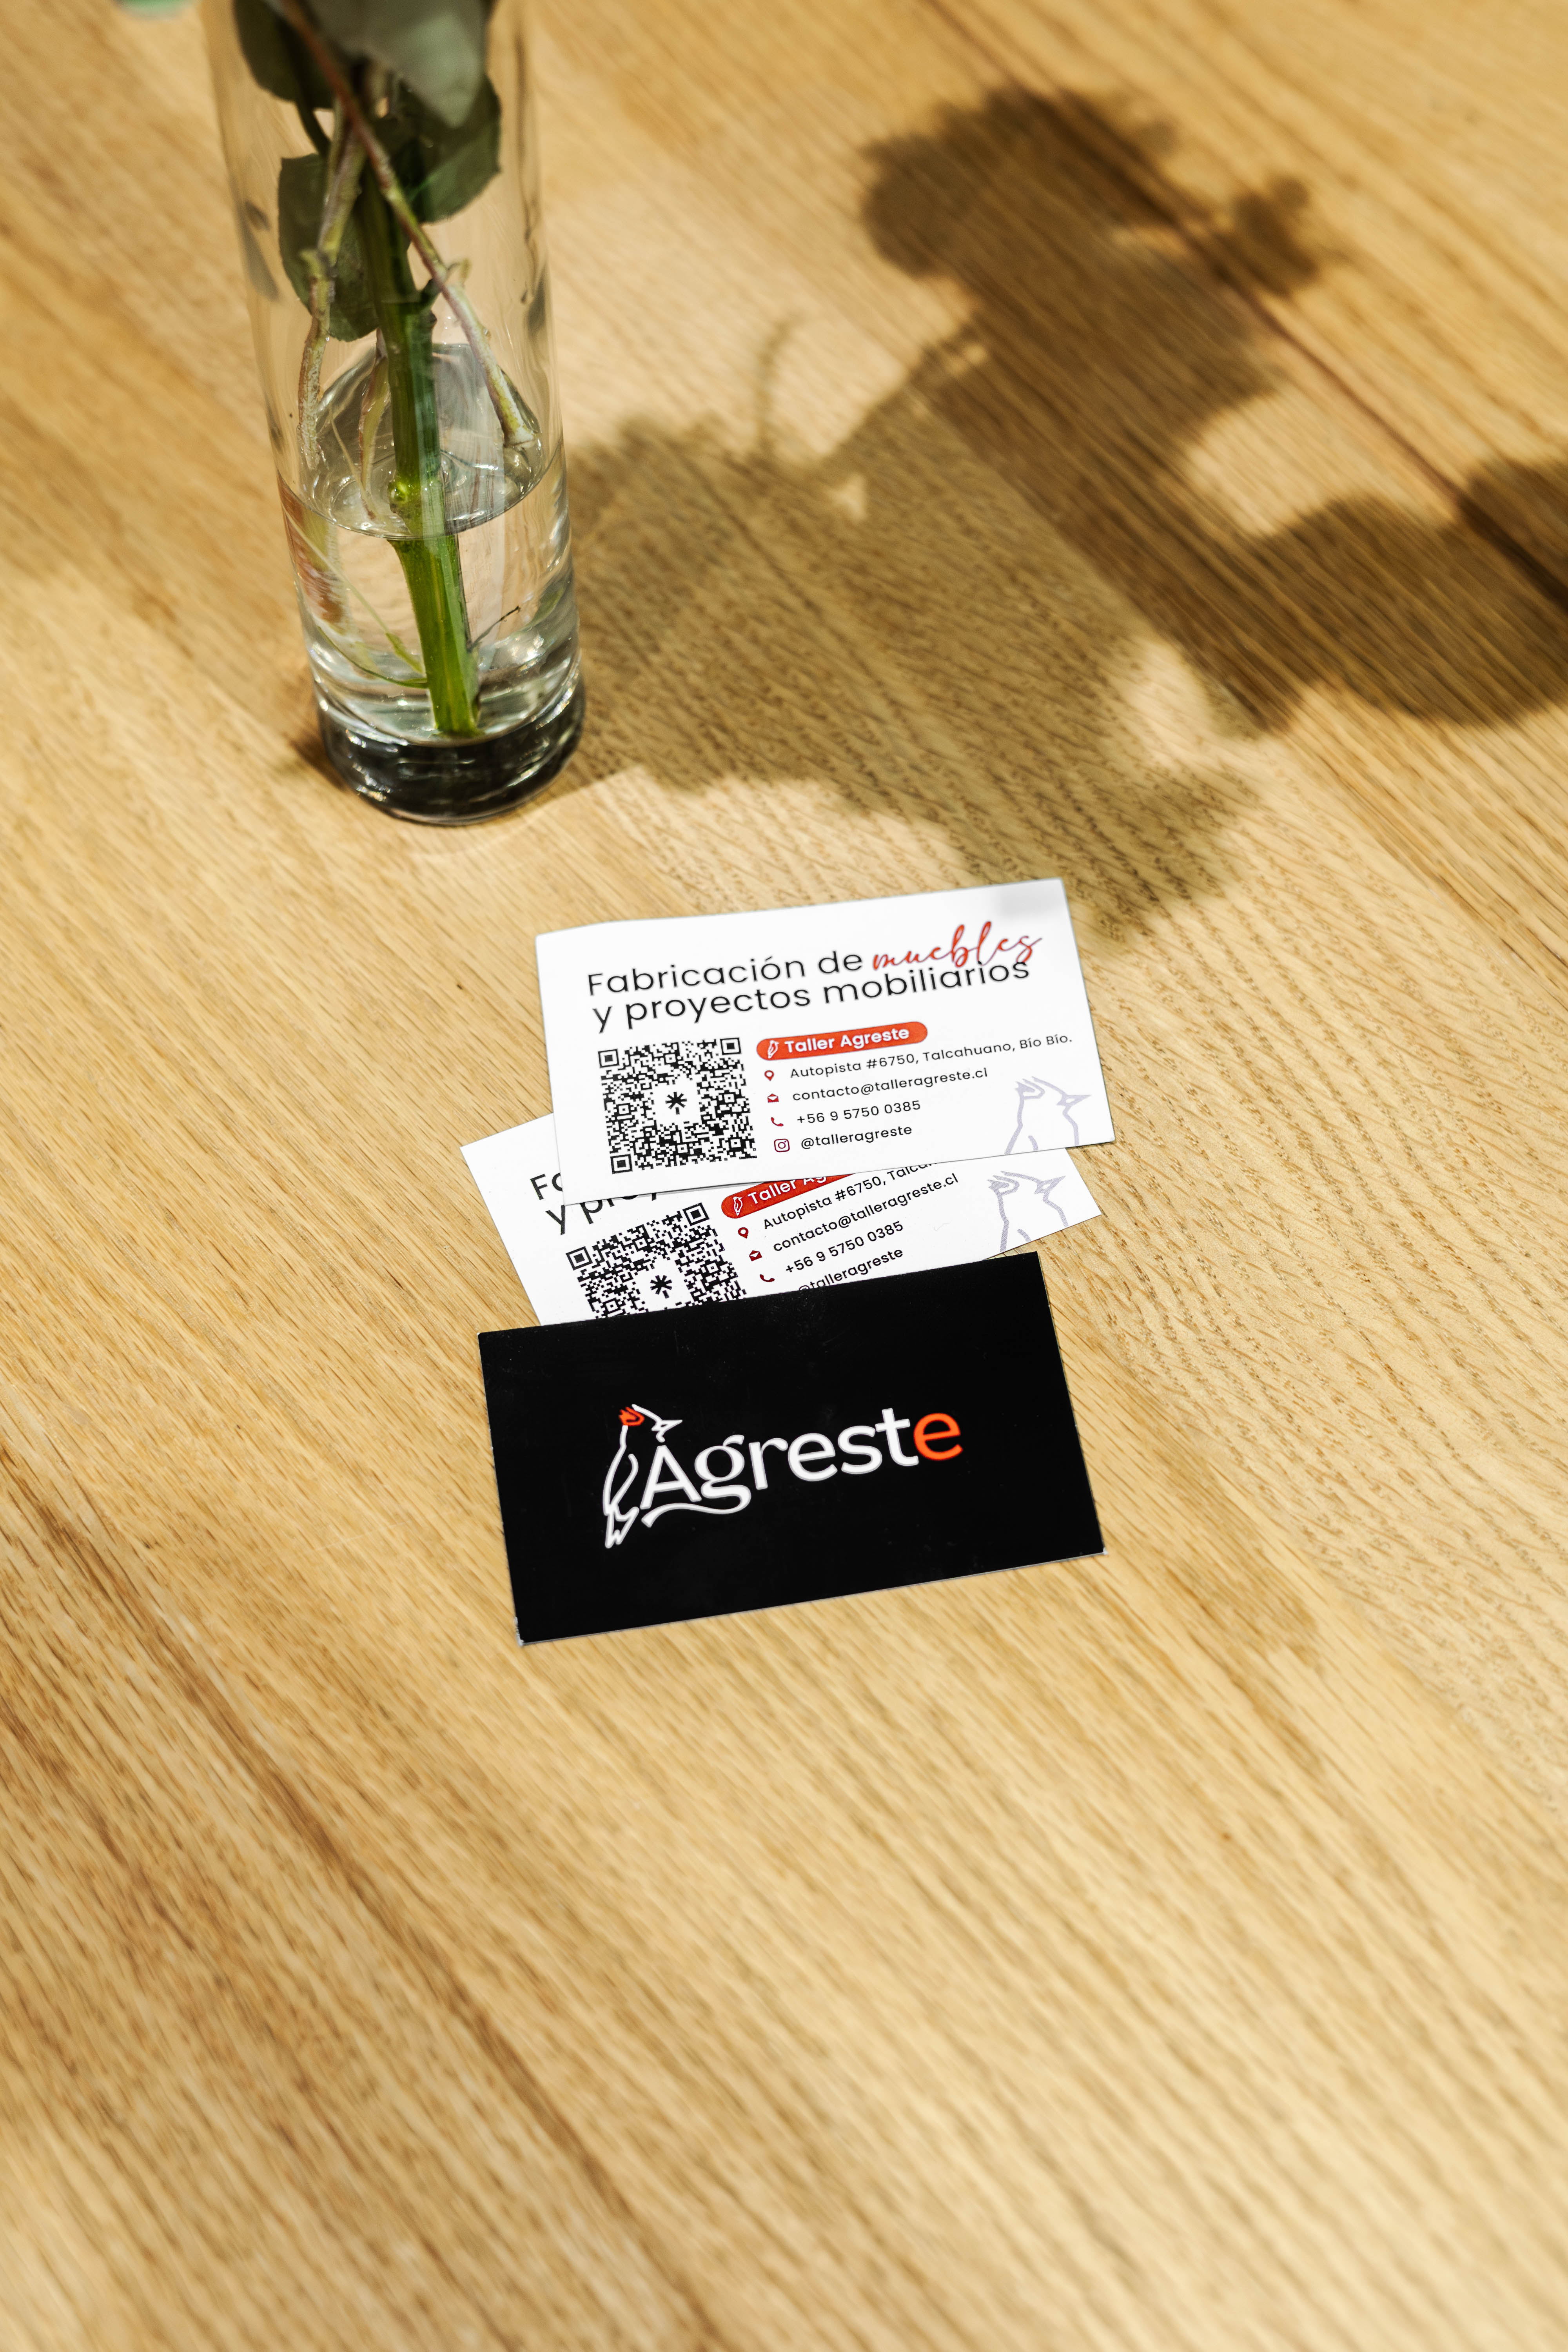 Fabricación de muebles
y proyectos mobiliarios
Taller Agreste
Autopista #6750, Talcahuano, Bío Bío.
contacto@talleragreste.cl
+56 9 5750 0385
@talleragreste
Taller
Autopista #6750,
contacto@talleragreste.cl
+56 9 5750 0385
@talleragreste
Agreste